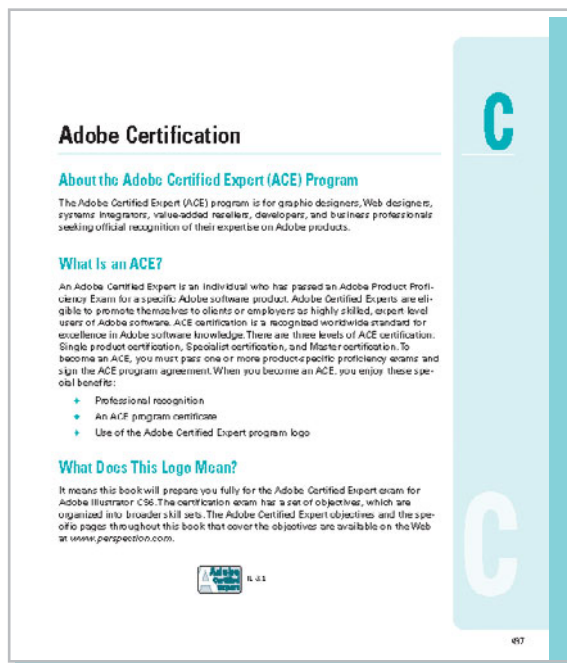 C
Adobe Certification
About the Adobe Certified Expert (ACE) Program
The Adobe Certified Expert (ACE) program is for graphic designers, Web designers,
systems integrators, value-added resellers, developers, and business professionals
seeking official recognition of their expertise on Adobe products.
What Is an ACE?
An Adobe Certified Expert is an individual who has passed an Adobe Product Profi-
ciency Exam for a specific Adobe software product. Adobe Certified Experts are eli-
gible to promote themselves to clients or employers as highly skilled, expert level
users of Adobe software. ACE certification is a recognized worldwide standard for
excellence in Adobe software knowledge. There are three levels of ACE certification:
Single product certification, Specialist certification, and Master certification. To
become an ACE, you must pass one or more product-specific proficiency exams and
sign the ACE program agreement. When you become an ACE, you enjoy these spe-
cial benefits:
Professional recognition
An ACE program certificate
Use of the Adobe Certified Expert program logo
What Does This Logo Mean?
It means this book will prepare you fully for the Adobe Certified Expert exam for
Adobe Illustrator CS6. The certification exam has a set of objectives, which are
organized into broader skill sets. The Adobe Certified Expert objectives and the spe-
cific pages throughout this book that cover the objectives are available on the Web
at www.perspection.com.
Adobe
Certified
Expert
C